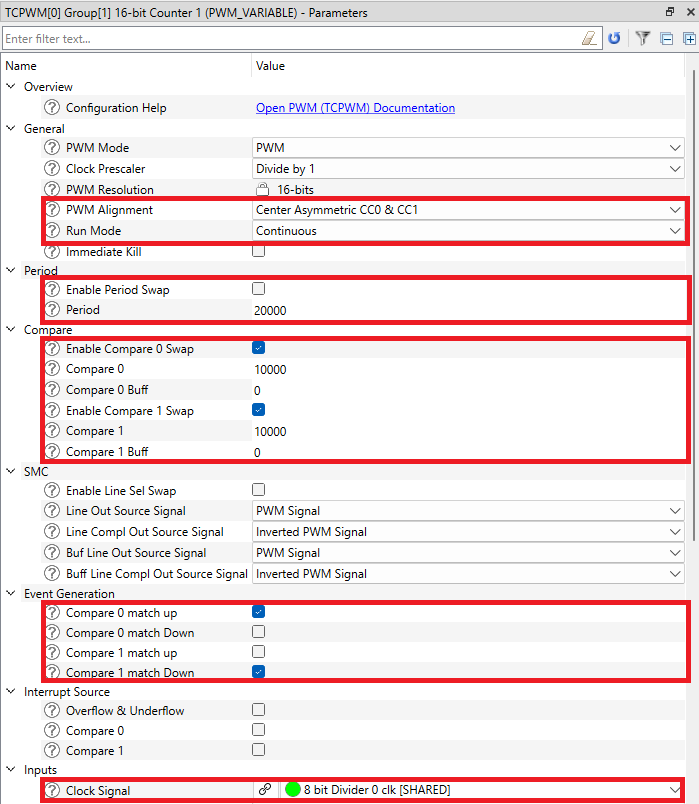 TCPWM[0] Group[1] 16-bit Counter 1 (PWM_VARIABLE) - Parameters
Enter filter text...
Name Value
Overview
Configuration Help Open PWM (TCPWM) Documentation
General
PWM Mode PWM
Clock Prescaler Divide by 1
PWM Resolution 16-bits
PWM Alignment Center Asymmetric CC0 & CC1
Run Mode Continuous
Immediate Kill
Period
Enable Period Swap
Period 20000
Compare
Enable Compare 0 Swap
Compare 0 10000
Compare 0 Buff 0
Enable Compare 1 Swap
Compare 1 10000
Compare 1 Buff 0
SMC
Enable Line Sel Swap
Line Out Source Signal PWM Signal
Line Compl Out Source Signal Inverted PWM Signal
Buf Line Out Source Signal PWM Signal
Buff Line Compl Out Source Signal Inverted PWM Signal
Event Generation
Compare 0 match up
Compare 0 match Down
Compare 1 match up
Compare 1 match Down
Interrupt Source
Overflow & Underflow
Compare 0
Compare 1
Inputs
Clock Signal 8 bit Divider 0 clk [SHARED]